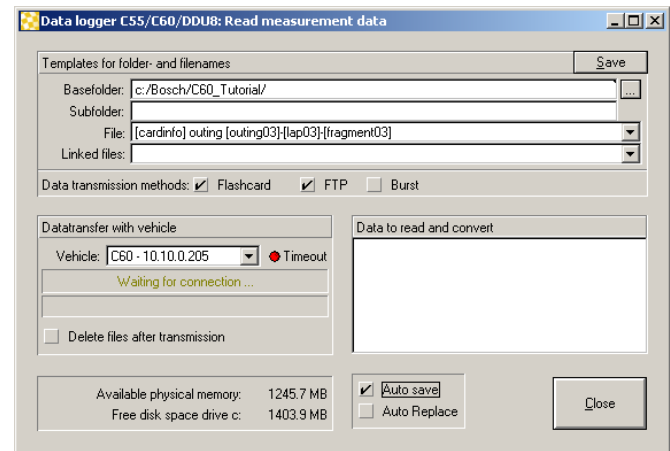 Data logger C55/C60/DDU8: Read measurement data
Templates for folder- and filenames
Save
Basefolder: c:/Bosch/C60_Tutorial/ ...
Subfolder:
File: [cardinfo] outing [outing03]-[lap03]-[fragment03]
Linked files:
Data transmission methods: Flashcard FTP Burst
Datatransfer with vehicle
Vehicle: C60 - 10.10.0.205 Timeout
Waiting for connection ...
Delete files after transmission
Data to read and convert
Available physical memory: 1245.7 MB
Free disk space drive c: 1403.9 MB
Auto save
Auto Replace
Close